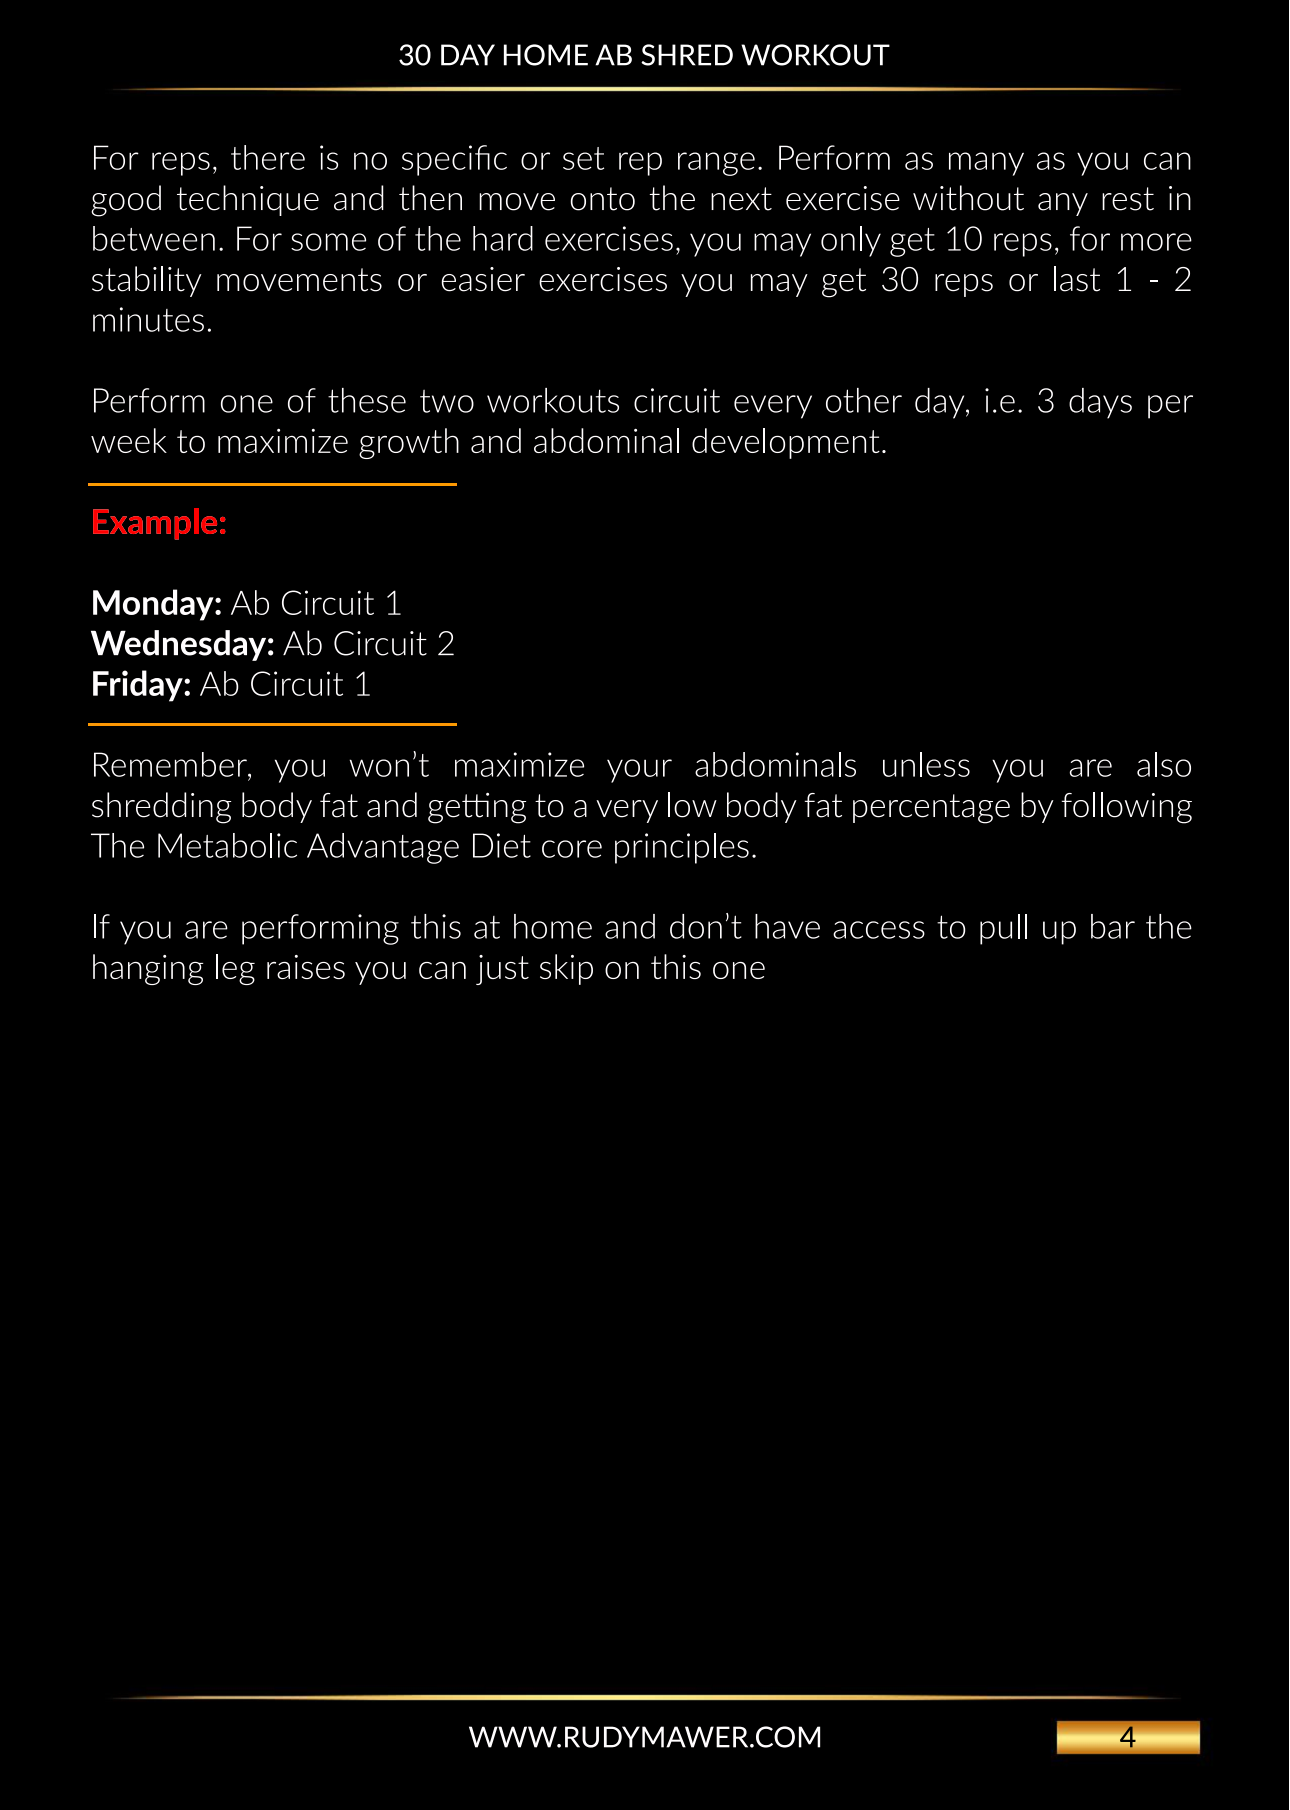 30 DAY HOME AB SHRED WORKOUT
For reps, there is no specific or set rep range. Perform as many as you can
good technique and then move onto the next exercise without any rest in
between. For some of the hard exercises, you may only get 10 reps, for more
stability movements or easier exercises you may get 30 reps or last 1 - 2
minutes.
Perform one of these two workouts circuit every other day, i.e. 3 days per
week to maximize growth and abdominal development.
Example:
Monday: Ab Circuit 1
Wednesday: Ab Circuit 2
Friday: Ab Circuit 1
Remember, you won’t maximize your abdominals unless you are also
shredding body fat and getting to a very low body fat percentage by following
The Metabolic Advantage Diet core principles.
If you are performing this at home and don’t have access to pull up bar the
hanging leg raises you can just skip on this one
WWW.RUDYMAWER.COM
4